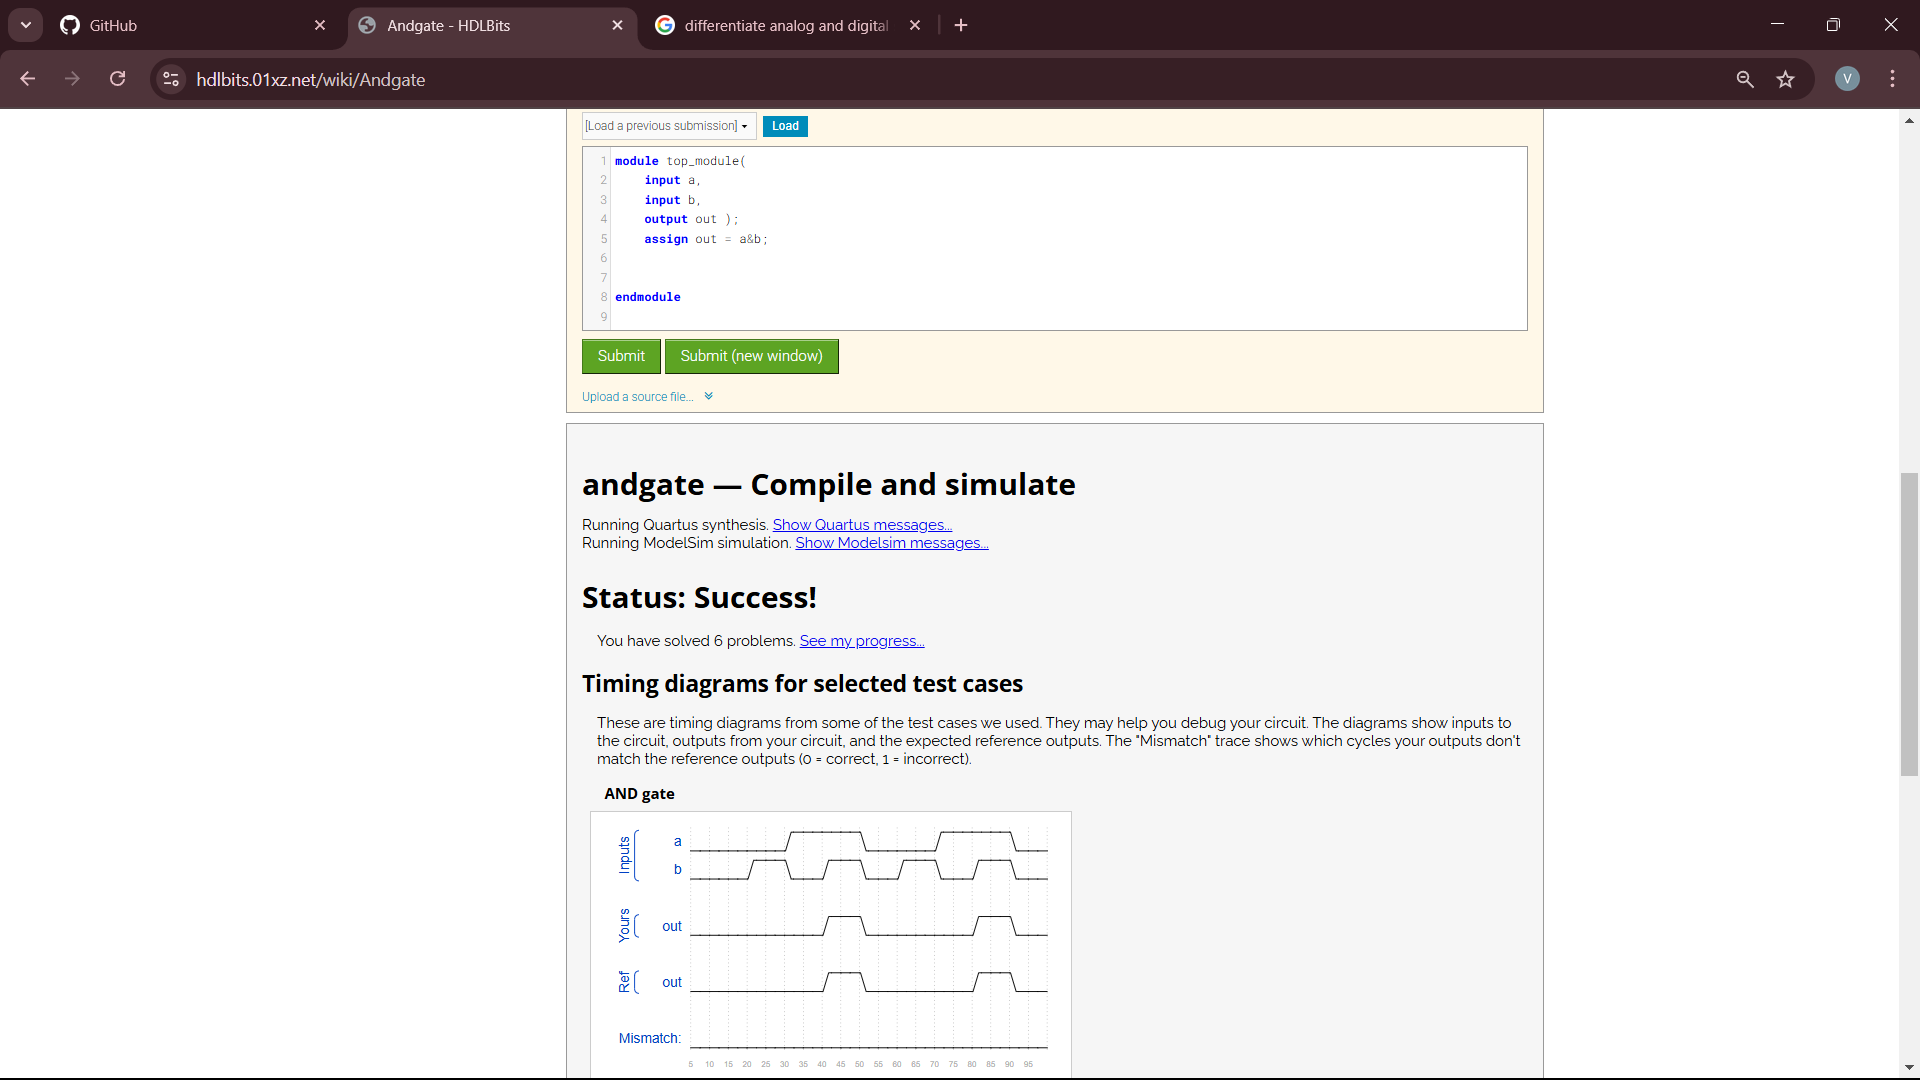 GitHub
Andgate - HDLBits
differentiate analog and digital
hdlbits.01xz.net/wiki/Andgate
V
[Load a previous submission]
Load
1 module top_module(
2 input a,
3 input b,
4 output out );
5 assign out = a&b;
6
7
8 endmodule
9
Submit
Submit (new window)
Upload a source file...
andgate — Compile and simulate
Running Quartus synthesis. Show Quartus messages...
Running ModelSim simulation. Show Modelsim messages...
Status: Success!
You have solved 6 problems. See my progress...
Timing diagrams for selected test cases
These are timing diagrams from some of the test cases we used. They may help you debug your circuit. The diagrams show inputs to
the circuit, outputs from your circuit, and the expected reference outputs. The "Mismatch" trace shows which cycles your outputs don't
match the reference outputs (0 = correct, 1 = incorrect).
AND gate
Inputs
a
b
Yours
out
Ref
out
Mismatch:
5 10 15 20 25 30 35 40 45 50 55 60 65 70 75 80 85 90 95